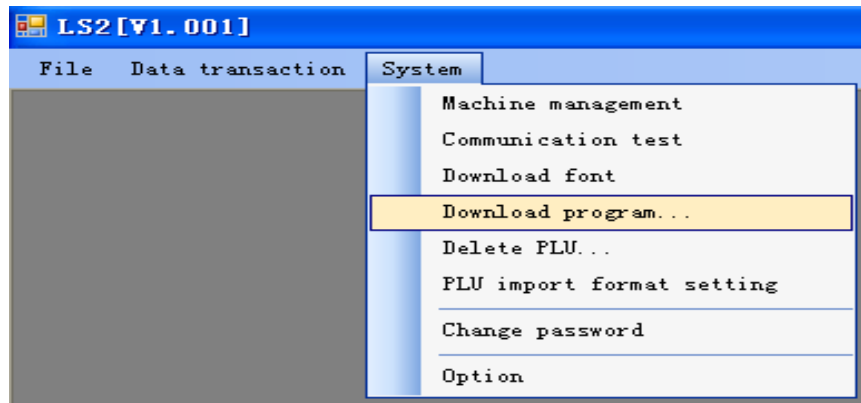 LS2[V1.001]
File Data transaction System
Machine management
Communication test
Download font
Download program...
Delete PLU...
PLU import format setting
Change password
Option